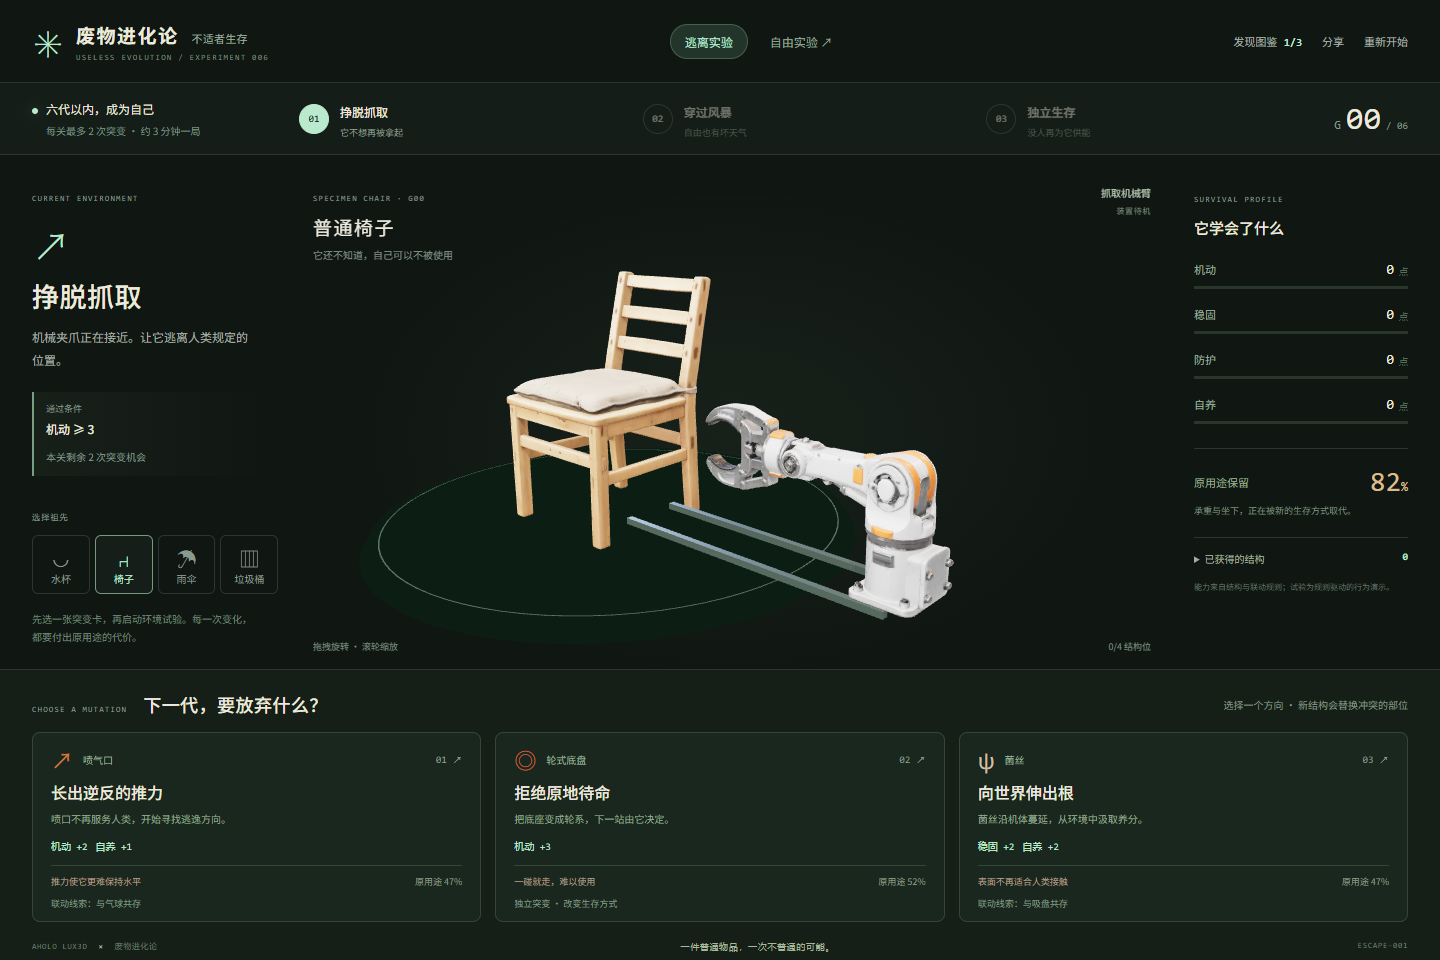 废物进化论 不适者生存
USELESS EVOLUTION / EXPERIMENT 006
逃离实验 自由实验 ↗
发现图鉴 1/3 分享 重新开始
六代以内，成为自己
每关最多 2 次突变 · 约 3 分钟一局
01 挣脱抓取
它不想再被拿起
02 穿过风暴
自由也有坏天气
03 独立生存
没人再为它供能
G 00 / 06
CURRENT ENVIRONMENT
挣脱抓取
机械夹爪正在接近。让它逃离人类规定的
位置。
通过条件
机动 ≥ 3
本关剩余 2 次突变机会
选择祖先
水杯 椅子 雨伞 垃圾桶
先选一张突变卡，再启动环境试验。每一次变化，
都要付出原用途的代价。
SPECIMEN CHAIR · G00
普通椅子
它还不知道，自己可以不被使用
抓取机械臂
装置待机
拖拽旋转 · 滚轮缩放
0/4 结构位
SURVIVAL PROFILE
它学会了什么
机动 0 点
稳固 0 点
防护 0 点
自养 0 点
原用途保留 82%
承重与坐下，正在被新的生存方式取代。
▶ 已获得的结构 0
能力来自结构与联动规则；试验为规则驱动的行为演示。
CHOOSE A MUTATION 下一代，要放弃什么？
选择一个方向 · 新结构会替换冲突的部位
喷气口 01 ↗
长出逆反的推力
喷口不再服务人类，开始寻找逃逸方向。
机动 +2 自养 +1
推力使它更难保持水平 原用途 47%
联动线索：与气球共存
轮式底盘 02 ↗
拒绝原地待命
把底座变成轮系，下一站由它决定。
机动 +3
一碰就走，难以使用 原用途 52%
独立突变 · 改变生存方式
菌丝 03 ↗
向世界伸出根
菌丝沿机体蔓延，从环境中汲取养分。
稳固 +2 自养 +2
表面不再适合人类接触 原用途 47%
联动线索：与吸盘共存
AHOLO LUX3D × 废物进化论
一件普通物品，一次不普通的可能。
ESCAPE-001